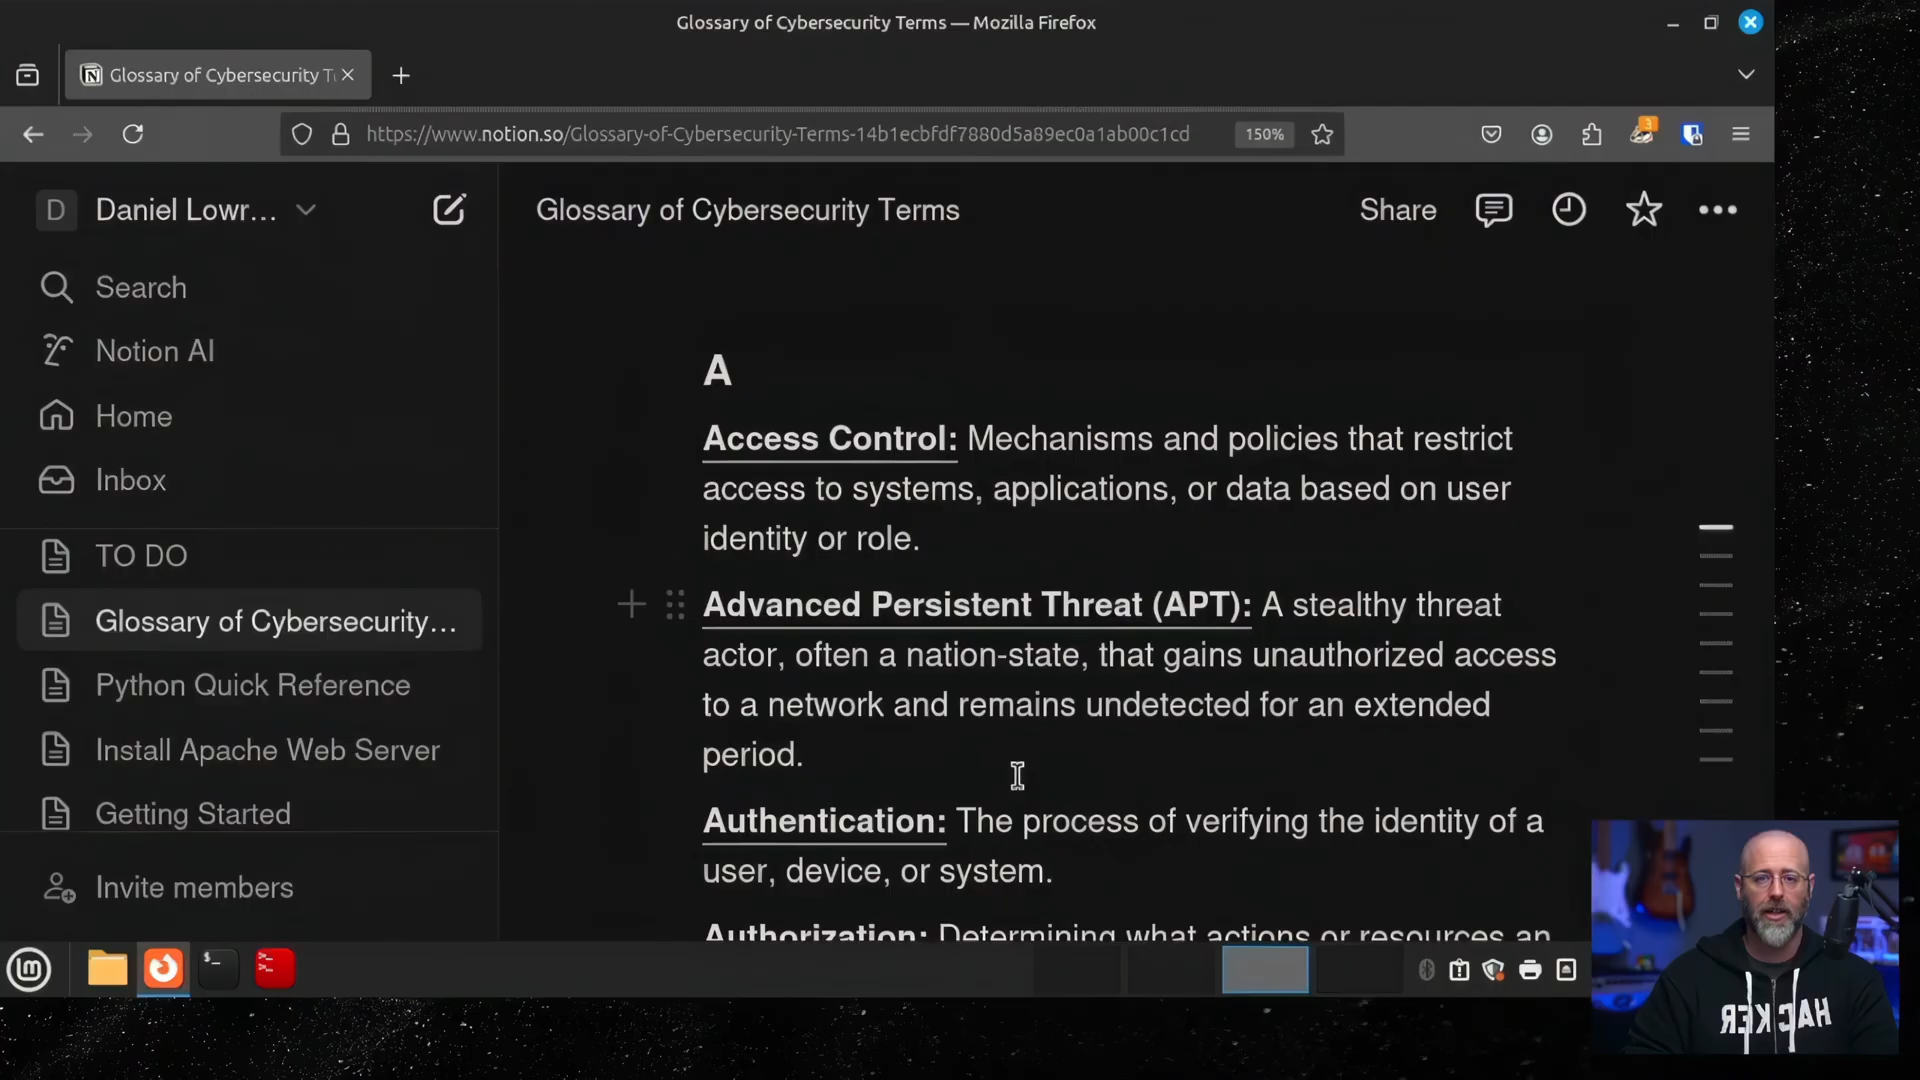 Glossary of Cybersecurity Terms — Mozilla Firefox
Glossary of Cybersecurity T
https://www.notion.so/Glossary-of-Cybersecurity-Terms-14b1ecbfdf7880d5a89ec0a1ab00c1cd
150%
3
D
Daniel Lowr...
Glossary of Cybersecurity Terms
Share
Search
Notion AI
Home
Inbox
TO DO
Glossary of Cybersecurity...
Python Quick Reference
Install Apache Web Server
Getting Started
Invite members
A
Access Control: Mechanisms and policies that restrict
access to systems, applications, or data based on user
identity or role.
Advanced Persistent Threat (APT): A stealthy threat
actor, often a nation-state, that gains unauthorized access
to a network and remains undetected for an extended
period.
Authentication: The process of verifying the identity of a
user, device, or system.
Authorization: Determining what actions or resources an
HACKER